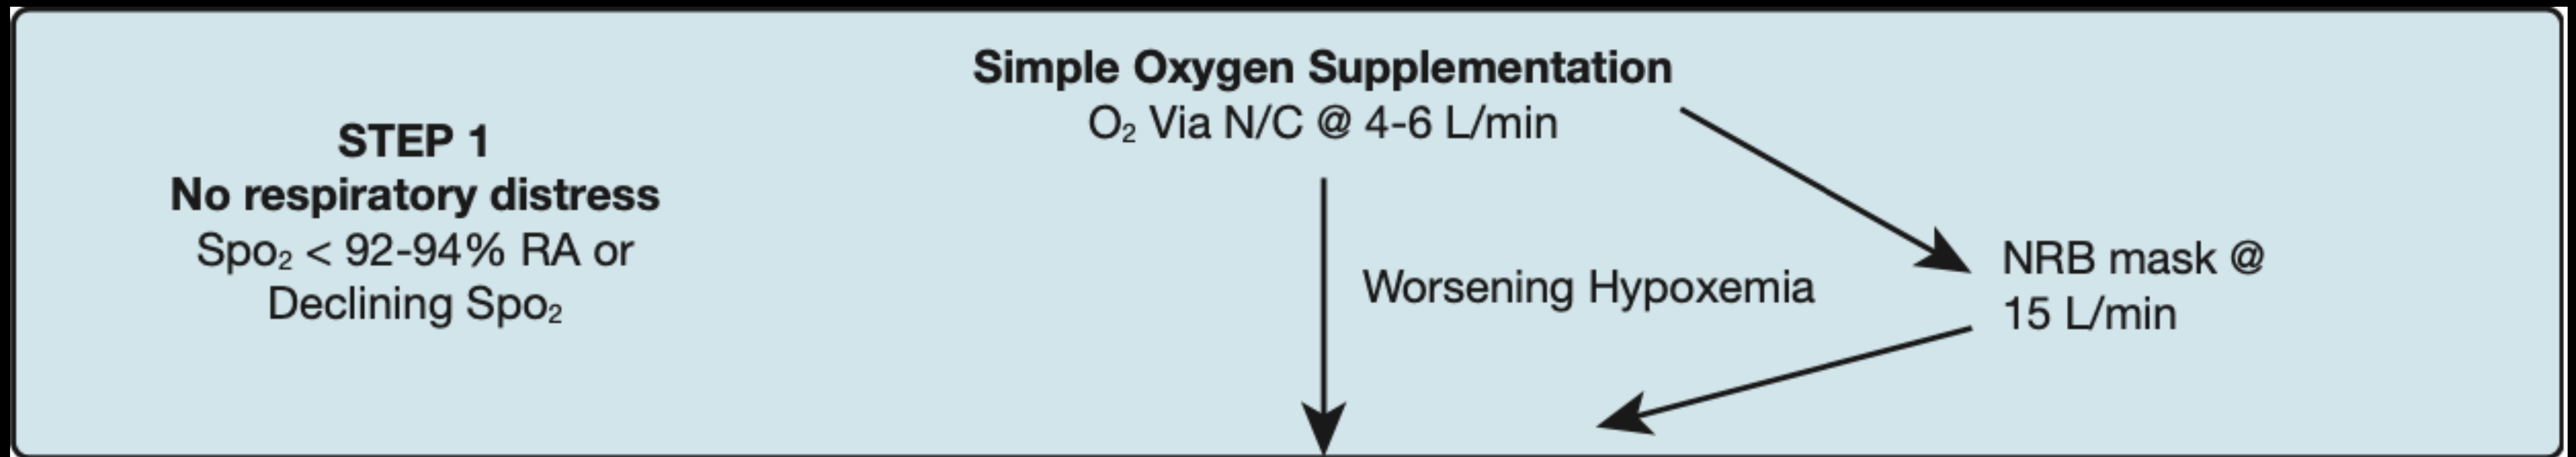 STEP 1
No respiratory distress
Spo₂ < 92-94% RA or
Declining Spo₂
Simple Oxygen Supplementation
O₂ Via N/C @ 4-6 L/min
Worsening Hypoxemia
NRB mask @
15 L/min